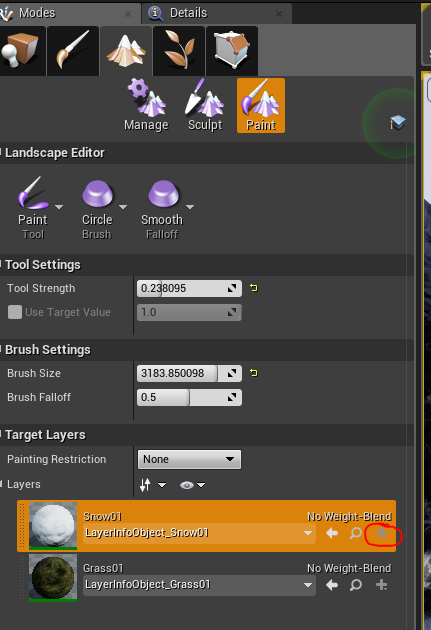 Modes Details
Manage Sculpt Paint
Landscape Editor
Paint Circle Smooth
Tool Brush Falloff
Tool Settings
Tool Strength 0.238095
Use Target Value 1.0
Brush Settings
Brush Size 3183.850098
Brush Falloff 0.5
Target Layers
Painting Restriction None
Layers
Snow01 No Weight-Blend
LayerInfoObject_Snow01
Grass01 No Weight-Blend
LayerInfoObject_Grass01